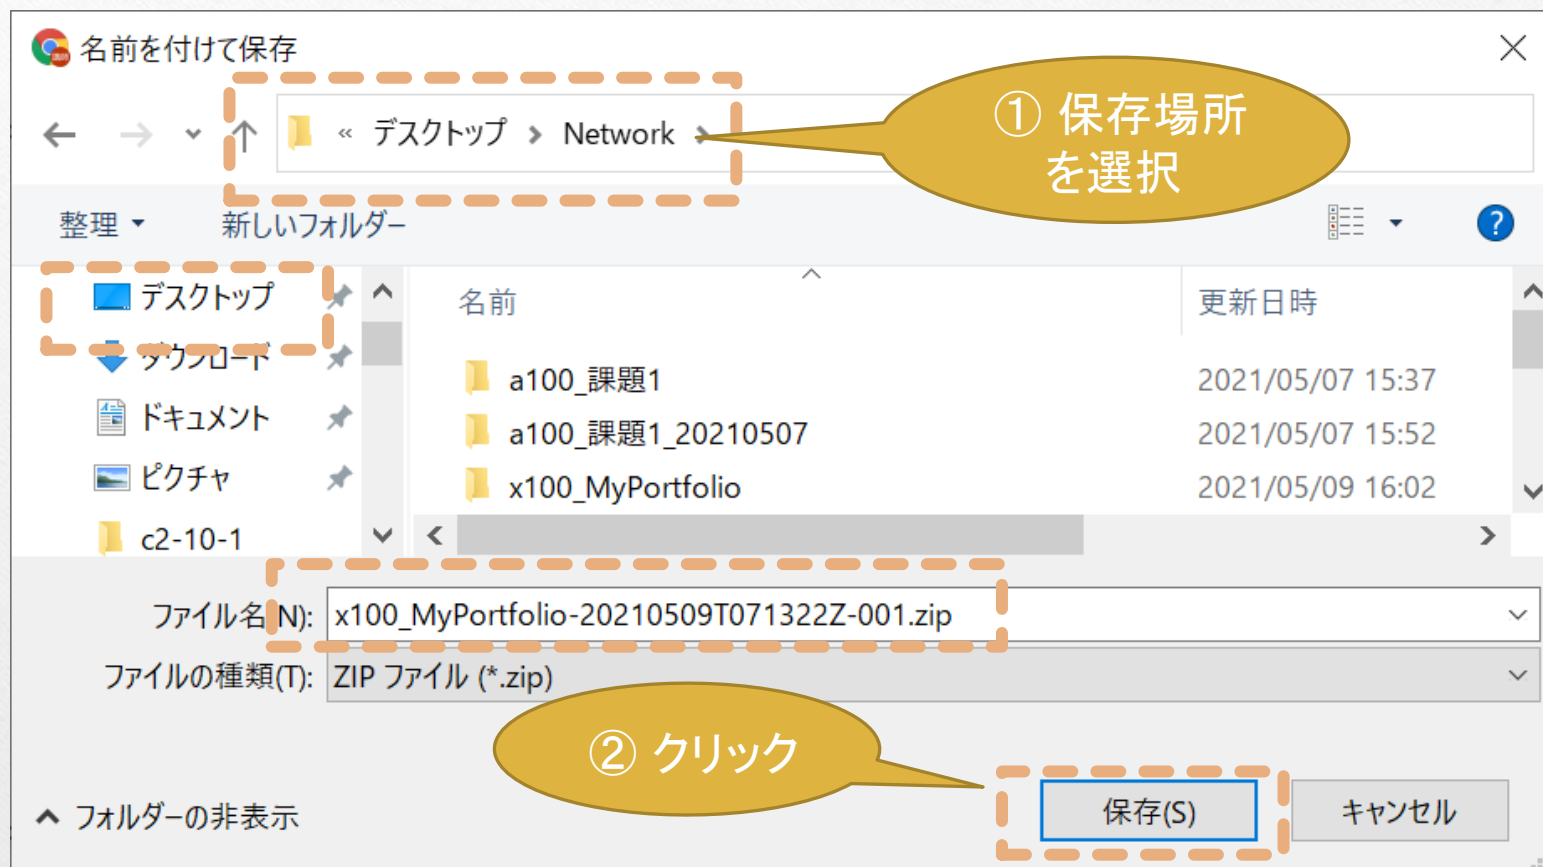 名前を付けて保存
« デスクトップ > Network >
① 保存場所
を選択
整理
新しいフォルダー
?
デスクトップ
ダウンロード
ドキュメント
ピクチャ
c2-10-1
名前
更新日時
a100_課題1
2021/05/07 15:37
a100_課題1_20210507
2021/05/07 15:52
x100_MyPortfolio
2021/05/09 16:02
ファイル名(N):
x100_MyPortfolio-20210509T071322Z-001.zip
ファイルの種類(T):
ZIP ファイル (*.zip)
② クリック
フォルダーの非表示
保存(S)
キャンセル